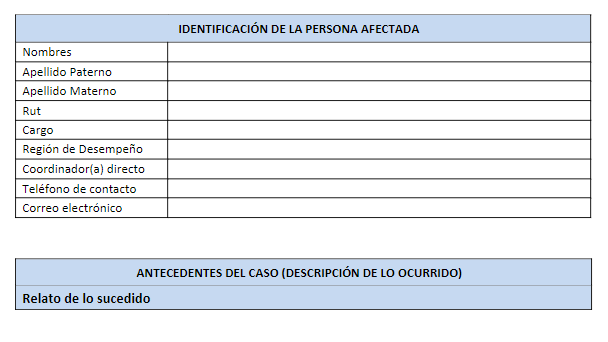 IDENTIFICACIÓN DE LA PERSONA AFECTADA
Nombres
Apellido Paterno
Apellido Materno
Rut
Cargo
Región de Desempeño
Coordinador(a) directo
Teléfono de contacto
Correo electrónico
ANTECEDENTES DEL CASO (DESCRIPCIÓN DE LO OCURRIDO)
Relato de lo sucedido